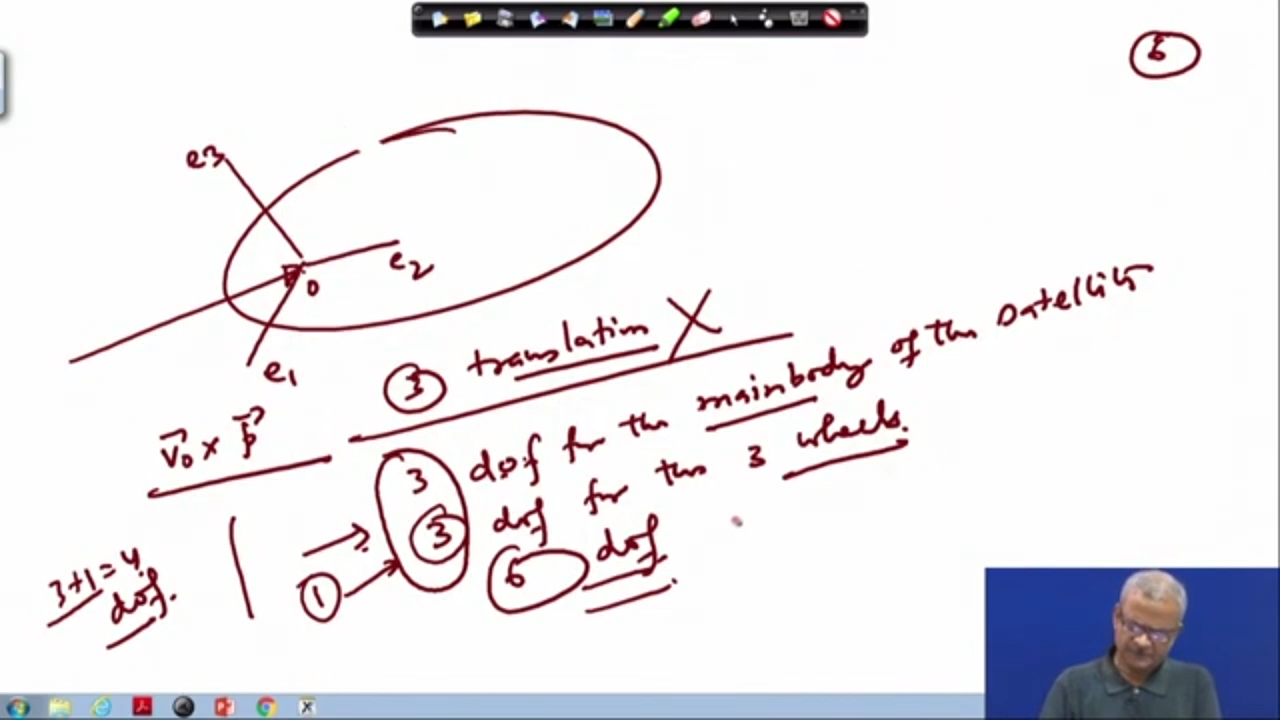 6
e3
e2
0
e1
3 translation X
v0 × p
3 dof for the mainbody of the satellite
3 dof for the 3 wheels.
1
6 dof
3+1=4
dof.